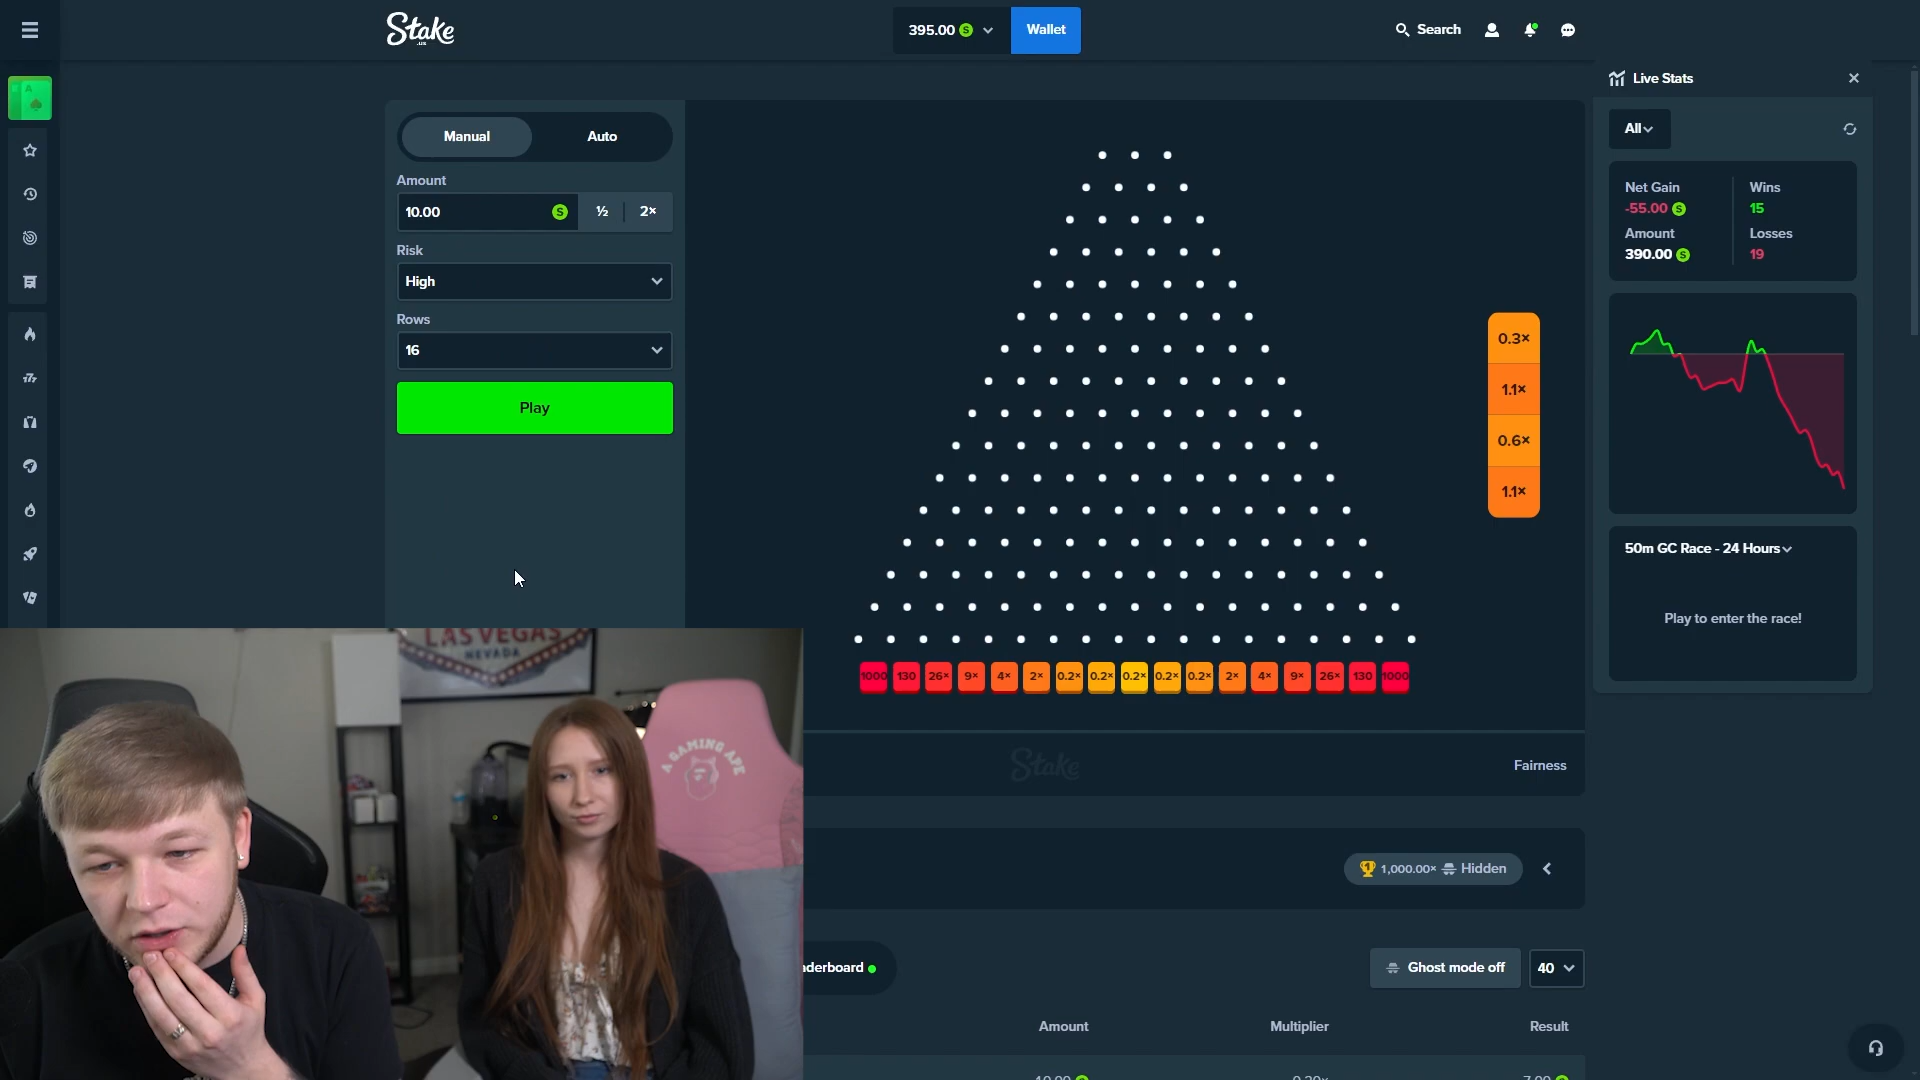 Stake
.us
395.00 S
Wallet
Search
Live Stats
All
Net Gain
-55.00 S
Wins
15
Amount
390.00 S
Losses
19
50m GC Race - 24 Hours
Play to enter the race!
Manual
Auto
Amount
10.00 S
½
2×
Risk
High
Rows
16
Play
0.3×
1.1×
0.6×
1.1×
1000 130 26× 9× 4× 2× 0.2× 0.2× 0.2× 0.2× 0.2× 2× 4× 9× 26× 130 1000
Stake
Fairness
1,000.00× Hidden
derboard
Ghost mode off
40
Amount
Multiplier
Result
LAS VEGAS
NEVADA
A GAMING APE